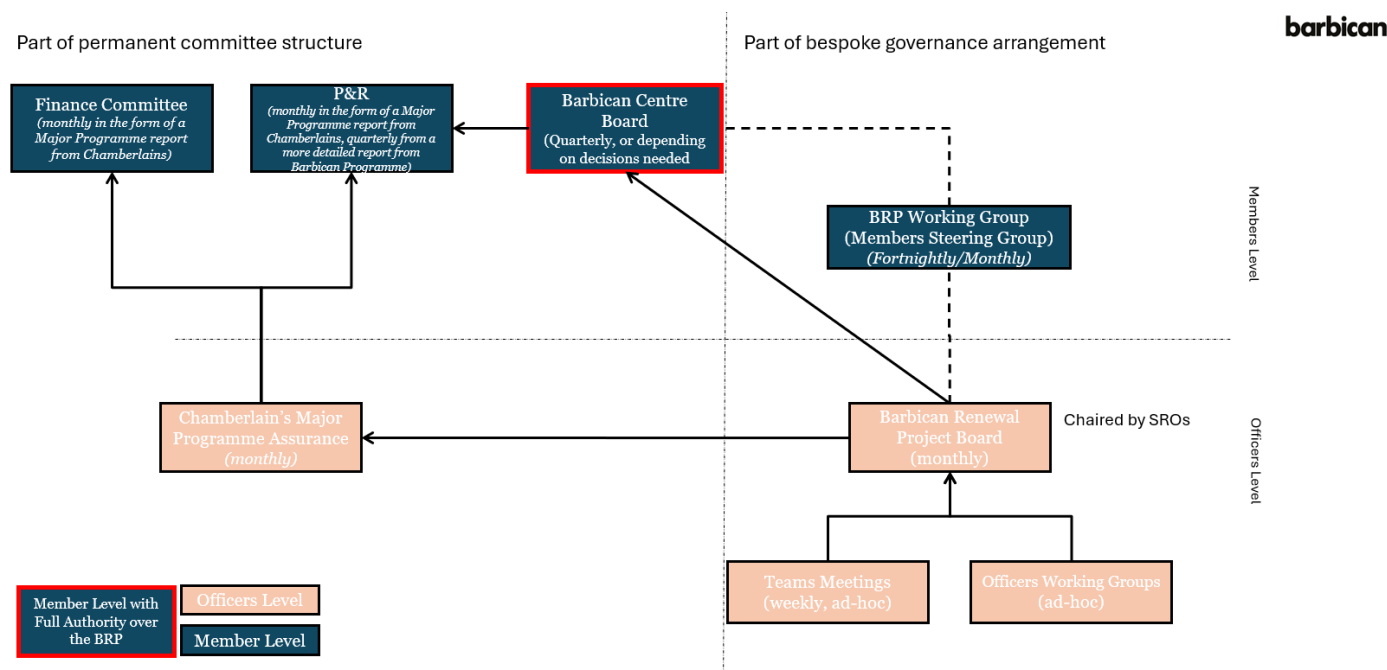 Part of permanent committee structure
Part of bespoke governance arrangement
barbican
Finance Committee
(monthly in the form of a
Major Programme report
from Chamberlains)
P&R
(monthly in the form of a Major
Programme report from
Chamberlains, quarterly from a
more detailed report from
Barbican Programme)
Barbican Centre
Board
(Quarterly, or depending
on decisions needed
BRP Working Group
(Members Steering Group)
(Fortnightly/Monthly)
Members Level
Chamberlain's Major
Programme Assurance
(monthly)
Barbican Renewal
Project Board
(monthly)
Chaired by SROs
Officers Level
Teams Meetings
(weekly, ad-hoc)
Officers Working Groups
(ad-hoc)
Member Level with
Full Authority over
the BRP
Officers Level
Member Level